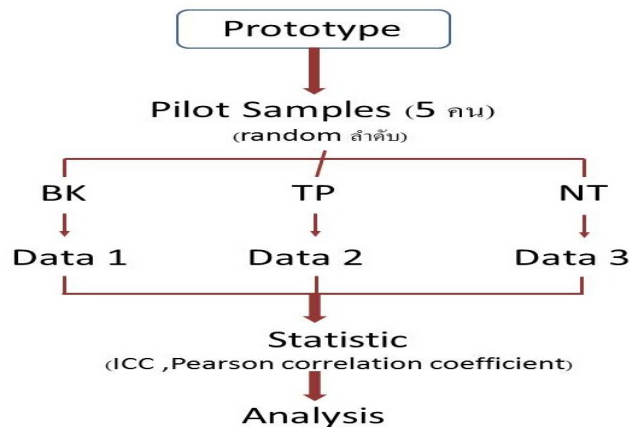 Prototype
Pilot Samples (5 คน)
(random ลำดับ)
BK TP NT
Data 1 Data 2 Data 3
Statistic
(ICC ,Pearson correlation coefficient)
Analysis